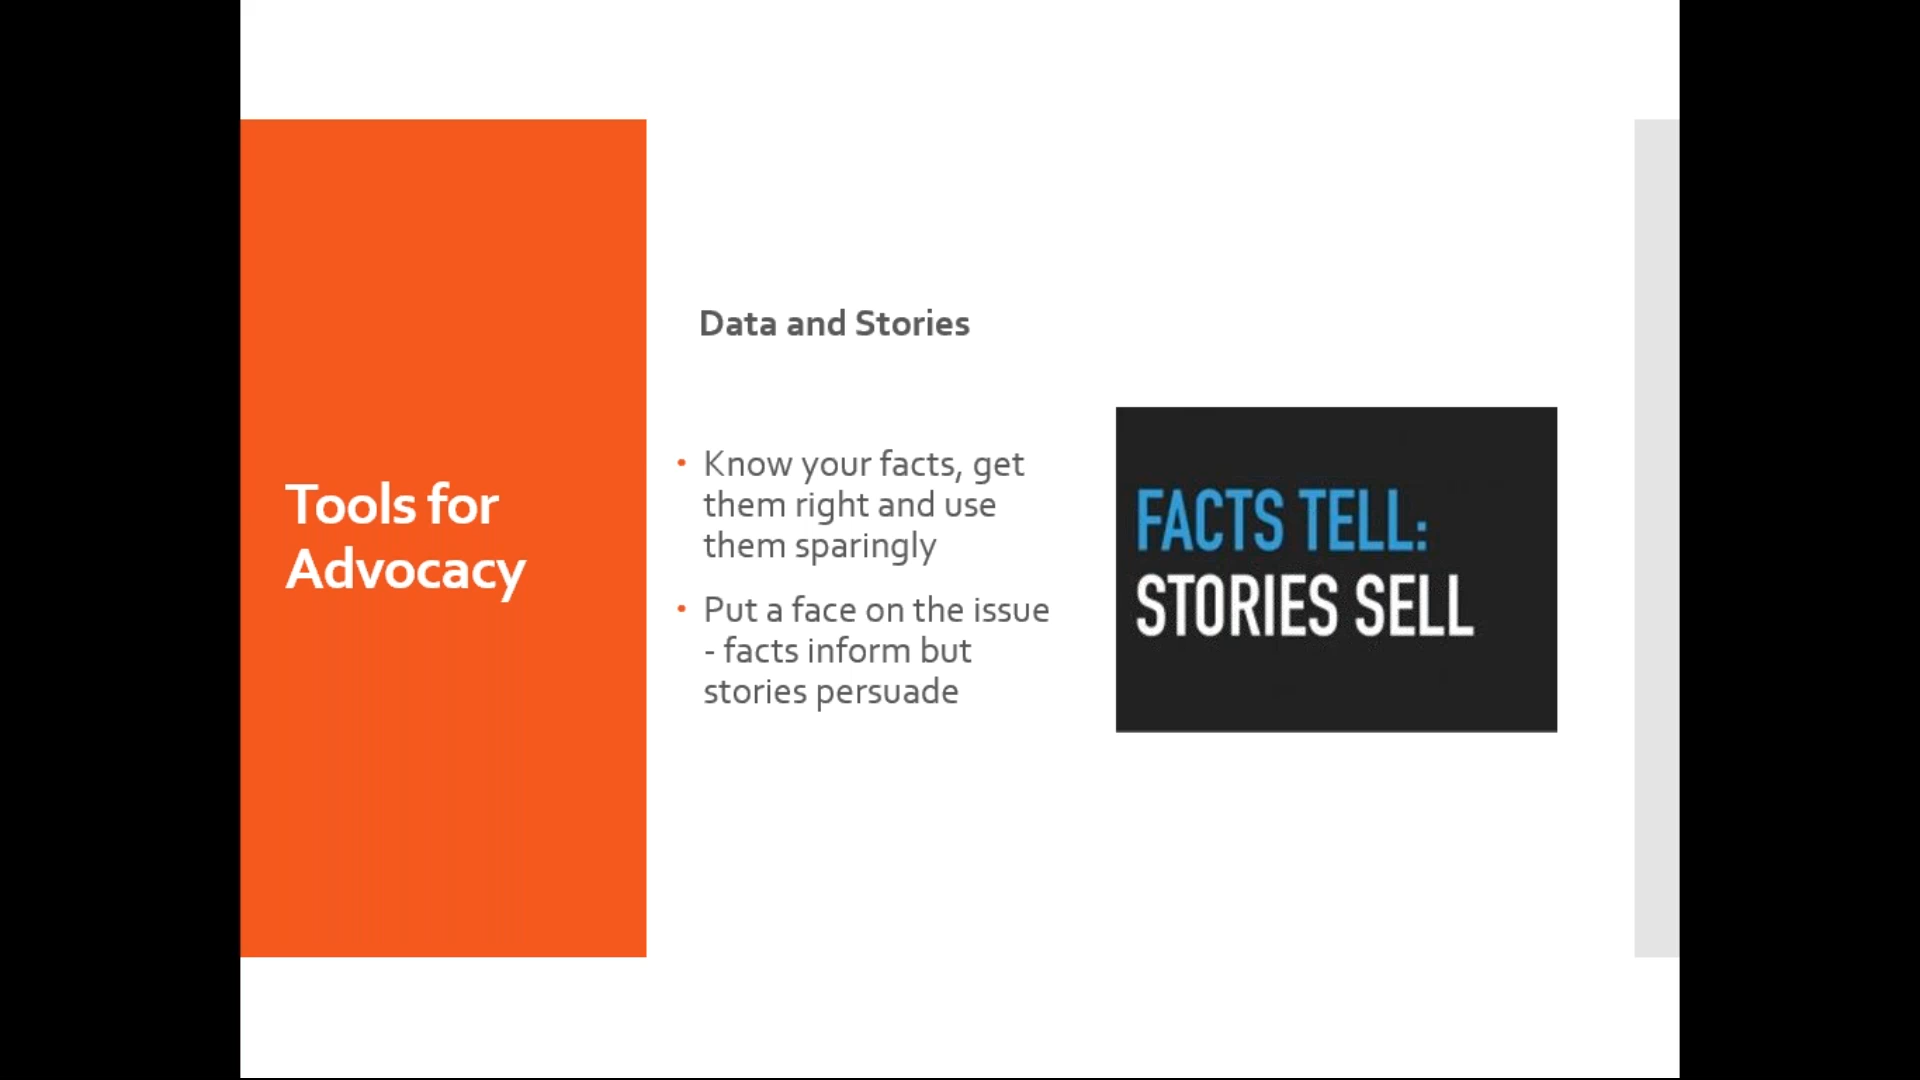 Tools for
Advocacy
Data and Stories
• Know your facts, get
them right and use
them sparingly
• Put a face on the issue
- facts inform but
stories persuade
FACTS TELL:
STORIES SELL